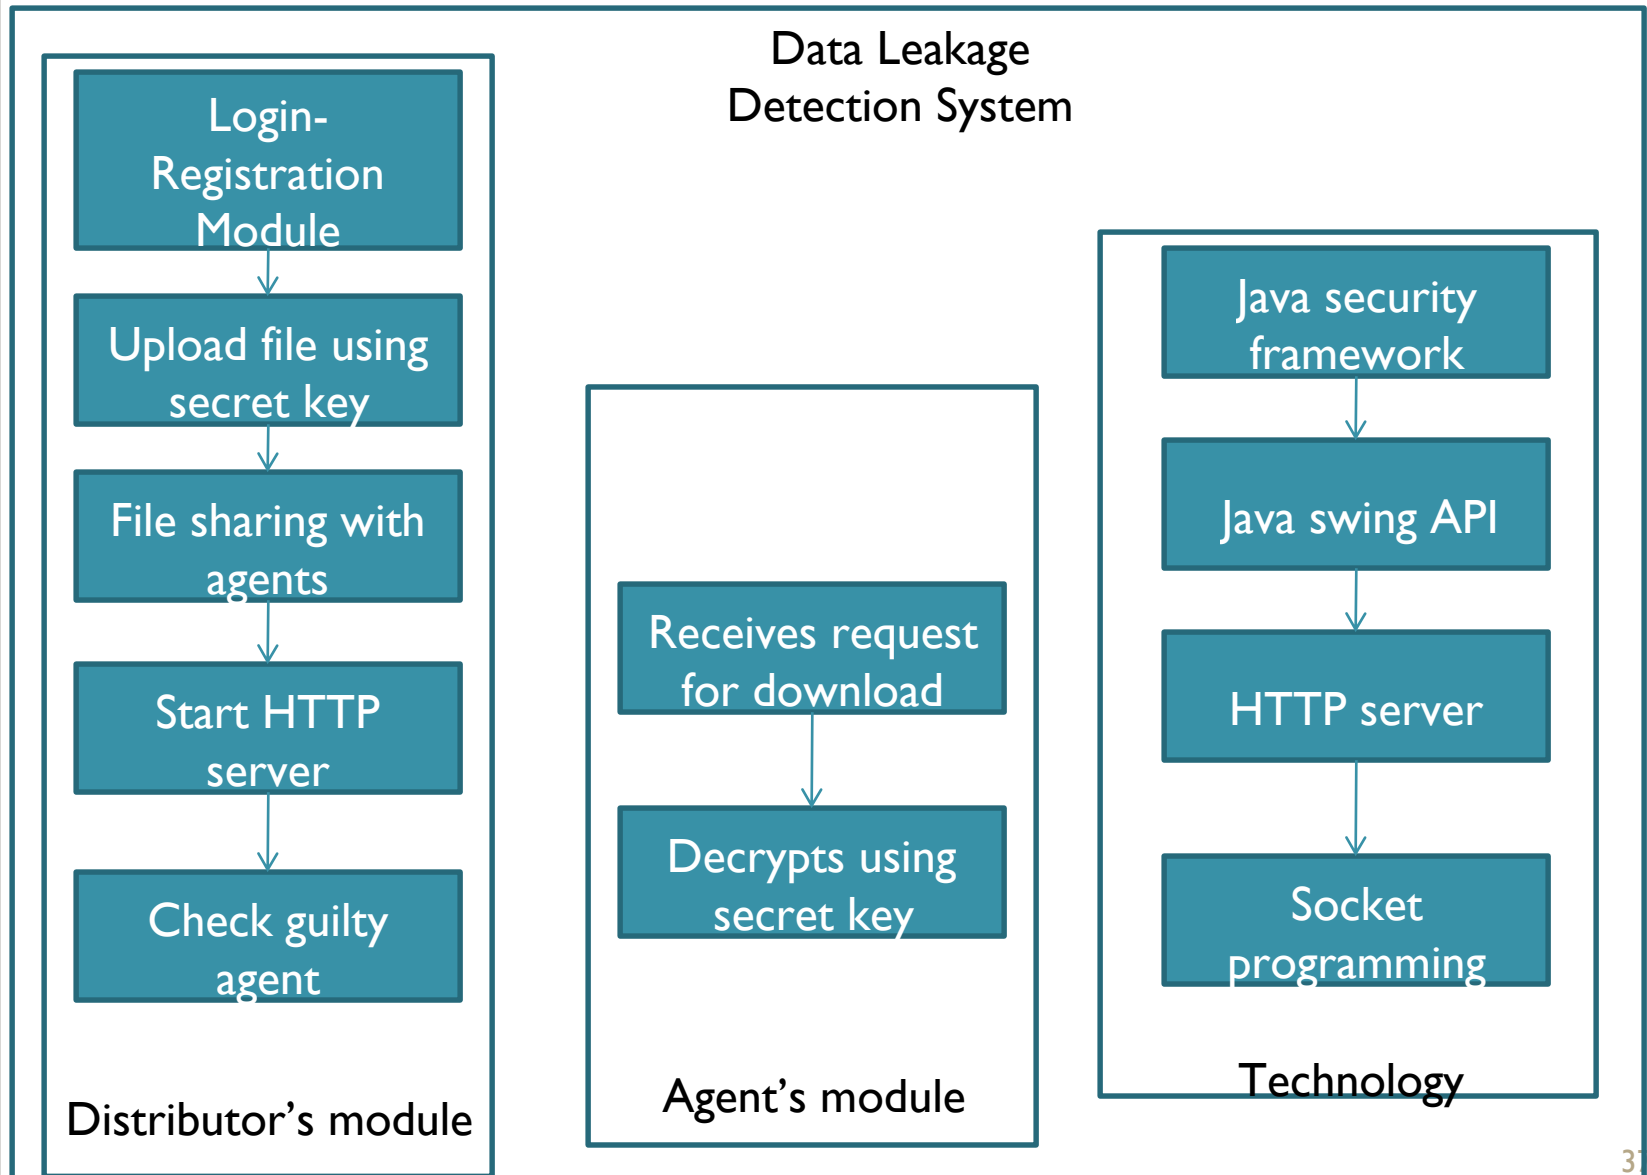 Data Leakage
Detection System
Login-
Registration
Module
Upload file using
secret key
File sharing with
agents
Start HTTP
server
Check guilty
agent
Distributor’s module
Receives request
for download
Decrypts using
secret key
Agent’s module
Java security
framework
Java swing API
HTTP server
Socket
programming
Technology